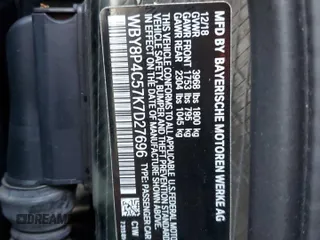 MFD BY BAYERISCHE MOTOREN WERKE AG
12/18
GVWR 3968 lbs 1800 kg
GAWR FRONT 1753 lbs 795 kg
GAWR REAR 2304 lbs 1045 kg
THIS VEHICLE CONFORMS TO ALL APPLICABLE U.S. FEDERAL MOTOR
VEHICLE SAFETY, BUMPER AND THEFT PREVENTION STANDARDS
IN EFFECT ON THE DATE OF MANUFACTURE SHOWN ABOVE.
WBY8P4C57K7D27696
TYPE: PASSENGER CAR
C1W
DREAM